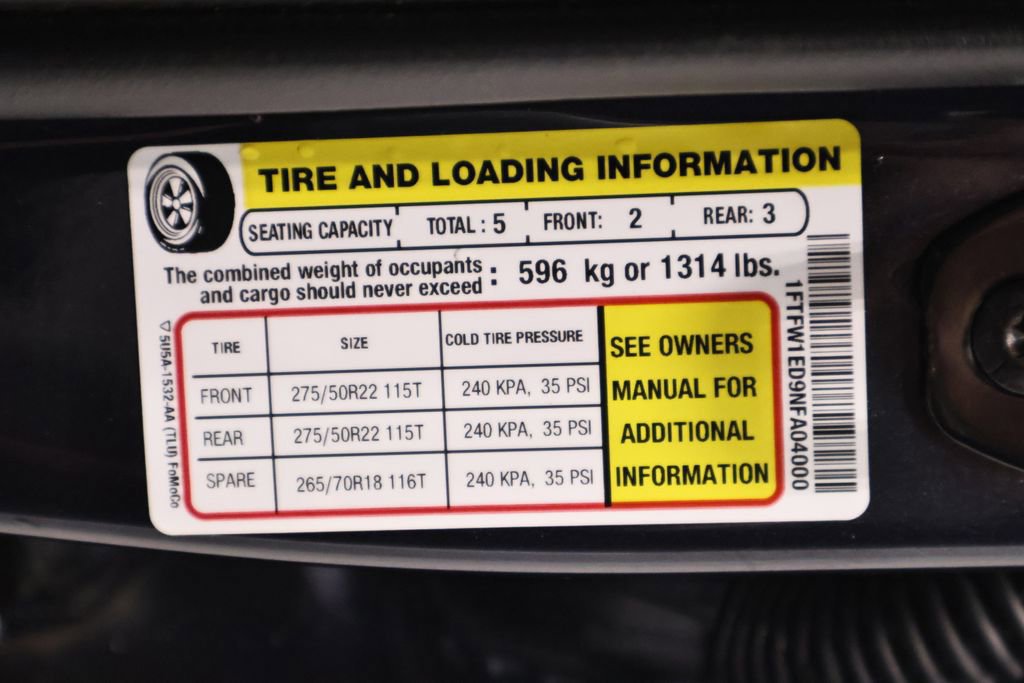 TIRE AND LOADING INFORMATION
SEATING CAPACITY TOTAL : 5 FRONT: 2 REAR: 3
The combined weight of occupants
and cargo should never exceed : 596 kg or 1314 lbs.
TIRE SIZE COLD TIRE PRESSURE
FRONT 275/50R22 115T 240 KPA, 35 PSI
REAR 275/50R22 115T 240 KPA, 35 PSI
SPARE 265/70R18 116T 240 KPA, 35 PSI
SEE OWNERS
MANUAL FOR
ADDITIONAL
INFORMATION
1FTFW1ED9NFA04000
5U5A-1532-AA (TLU) FoMoCo